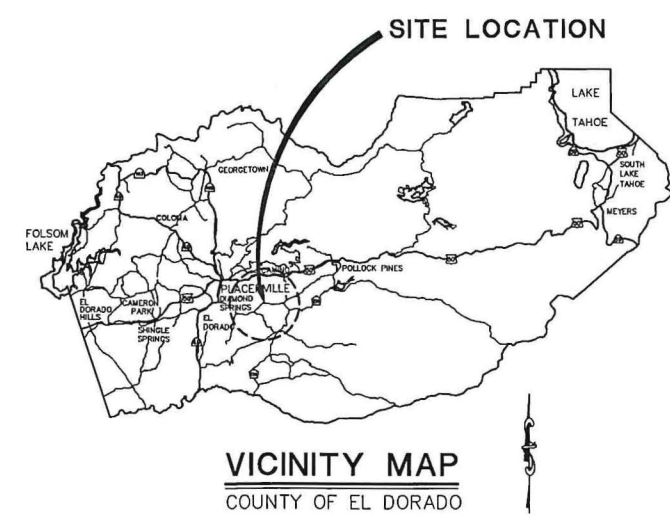 SITE LOCATION
LAKE
TAHOE
GEORGETOWN
SOUTH
LAKE
TAHOE
COLOMA
MEYERS
FOLSOM
LAKE
CAMINO
POLLOCK PINES
PLACERVILLE
DIAMOND
SPRINGS
EL
DORADO
HILLS
CAMERON
PARK
EL
DORADO
SHINGLE
SPRINGS
VICINITY MAP
COUNTY OF EL DORADO